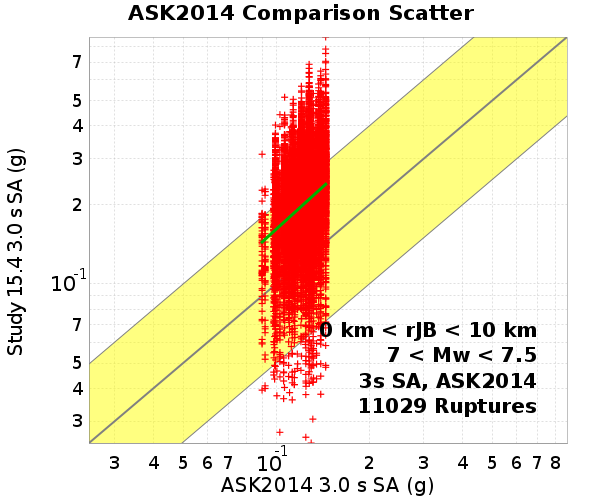 ASK2014 Comparison Scatter
Study 15.4 3.0 s SA (g)
7
5
4
3
2
10-1
7
5
4
3
0 km < rJB < 10 km
7 < Mw < 7.5
3s SA, ASK2014
11029 Ruptures
3 4 5 6 7 10-1 2 3 4 5 6 7 8
ASK2014 3.0 s SA (g)